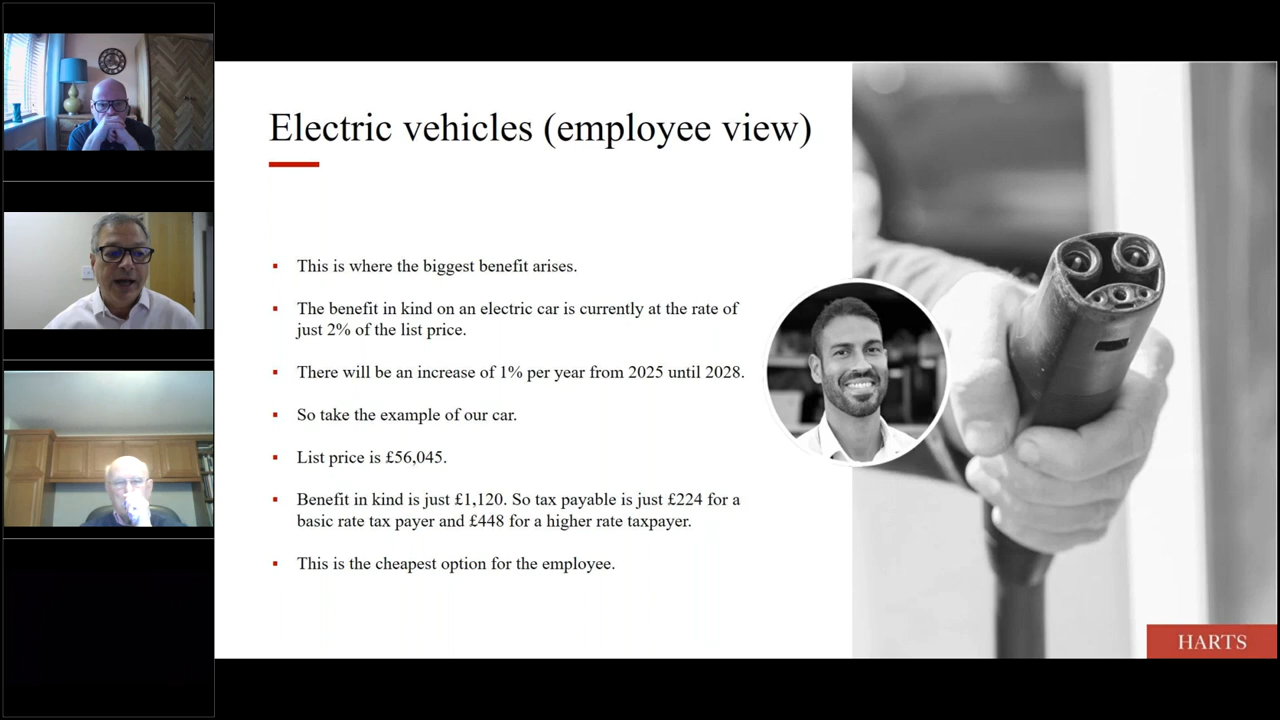 Electric vehicles (employee view)
▪ This is where the biggest benefit arises.
▪ The benefit in kind on an electric car is currently at the rate of
just 2% of the list price.
▪ There will be an increase of 1% per year from 2025 until 2028.
▪ So take the example of our car.
▪ List price is £56,045.
▪ Benefit in kind is just £1,120. So tax payable is just £224 for a
basic rate tax payer and £448 for a higher rate taxpayer.
▪ This is the cheapest option for the employee.
HARTS